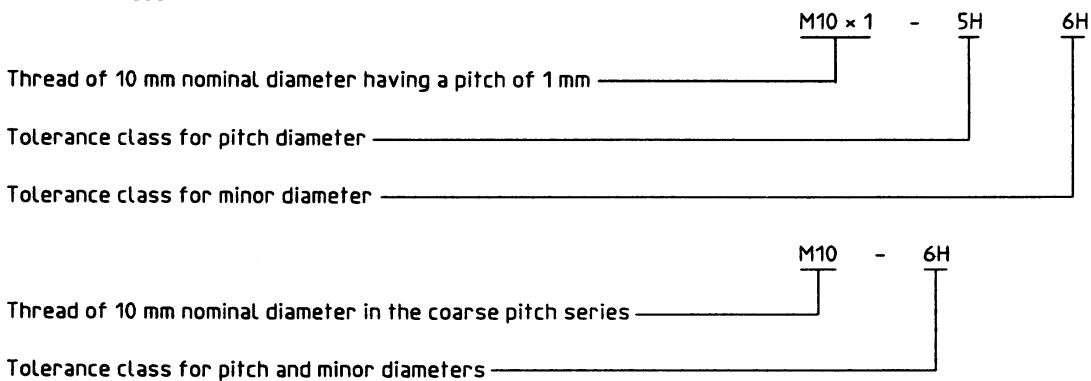 M10 × 1 - 5H 6H
Thread of 10 mm nominal diameter having a pitch of 1 mm
Tolerance class for pitch diameter
Tolerance class for minor diameter
M10 - 6H
Thread of 10 mm nominal diameter in the coarse pitch series
Tolerance class for pitch and minor diameters